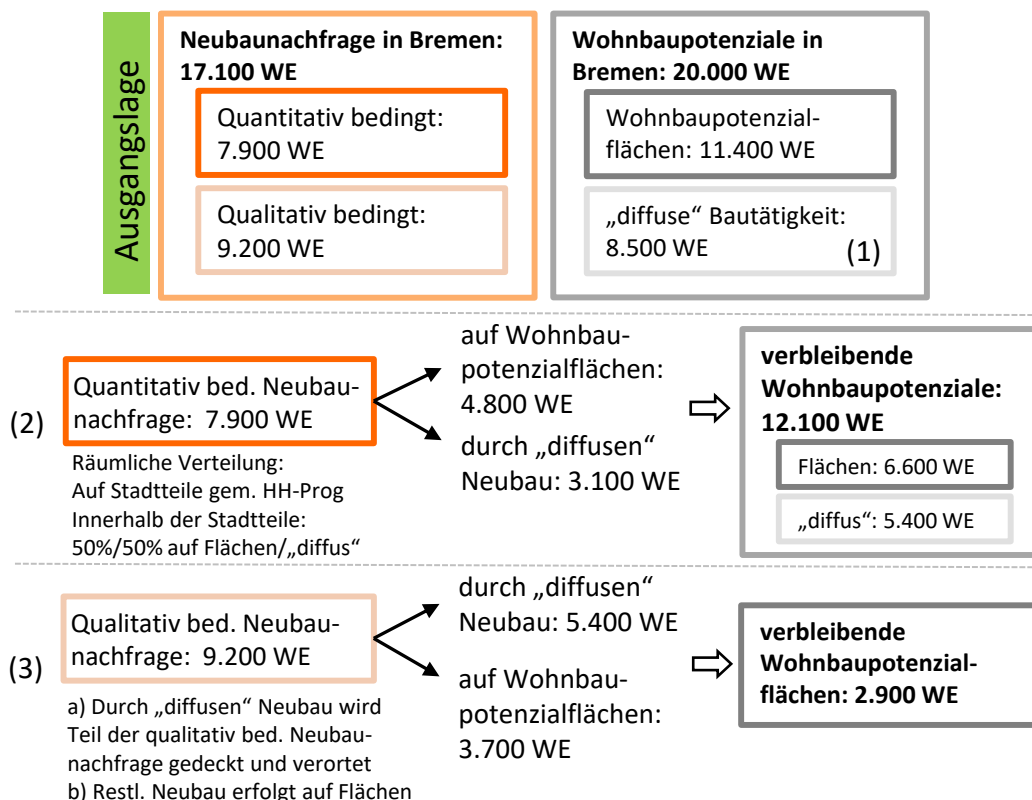 Ausgangslage
Neubaunachfrage in Bremen:
17.100 WE
Quantitativ bedingt:
7.900 WE
Qualitativ bedingt:
9.200 WE
Wohnbaupotenziale in
Bremen: 20.000 WE
Wohnbaupotenzial-
flächen: 11.400 WE
„diffuse“ Bautätigkeit:
8.500 WE
(1)
(2)
Quantitativ bed. Neubau-
nachfrage: 7.900 WE
Räumliche Verteilung:
Auf Stadtteile gem. HH-Prog
Innerhalb der Stadtteile:
50%/50% auf Flächen/„diffus“
auf Wohnbau-
potenzialflächen:
4.800 WE
durch „diffusen“
Neubau: 3.100 WE
verbleibende
Wohnbaupotenziale:
12.100 WE
Flächen: 6.600 WE
„diffus“: 5.400 WE
(3)
Qualitativ bed. Neubau-
nachfrage: 9.200 WE
a) Durch „diffusen“ Neubau wird
Teil der qualitativ bed. Neubau-
nachfrage gedeckt und verortet
b) Restl. Neubau erfolgt auf Flächen
durch „diffusen“
Neubau: 5.400 WE
auf Wohnbau-
potenzialflächen:
3.700 WE
verbleibende
Wohnbaupotenzial-
flächen: 2.900 WE